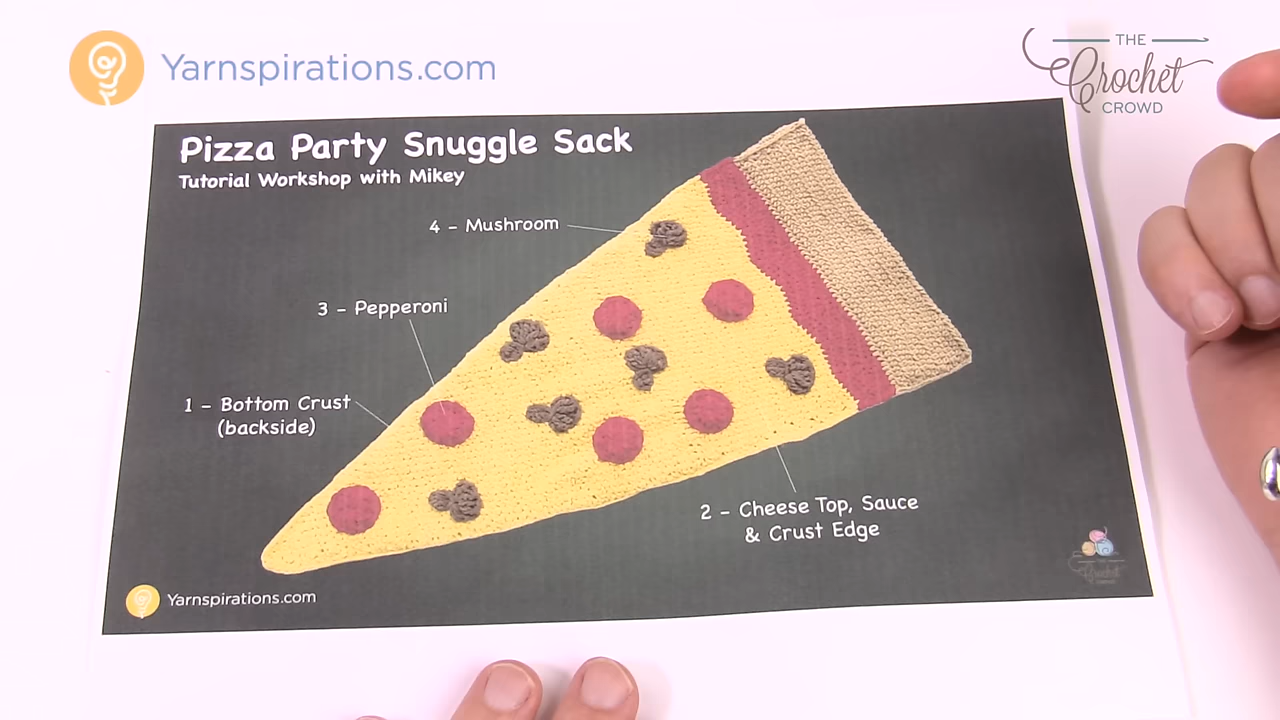 Yarnspirations.com
THE
Crochet
CROWD
Pizza Party Snuggle Sack
Tutorial Workshop with Mikey
4 - Mushroom
3 - Pepperoni
1 - Bottom Crust
(backside)
2 - Cheese Top, Sauce
& Crust Edge
Yarnspirations.com
Crochet